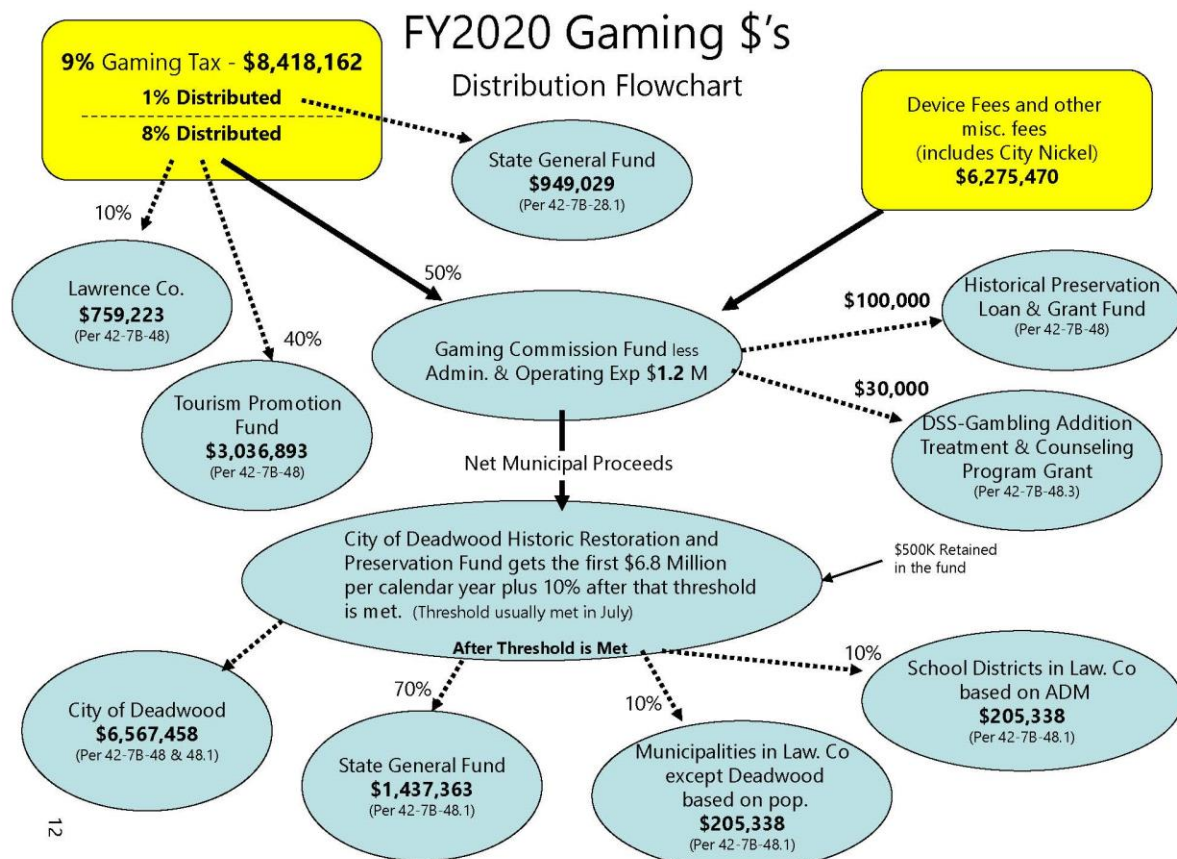 FY2020 Gaming $'s
Distribution Flowchart
9% Gaming Tax - $8,418,162
1% Distributed
8% Distributed
Device Fees and other
misc. fees
(includes City Nickel)
$6,275,470
State General Fund
$949,029
(Per 42-7B-28.1)
10%
Lawrence Co.
$759,223
(Per 42-7B-48)
40%
Tourism Promotion
Fund
$3,036,893
(Per 42-7B-48)
50%
Gaming Commission Fund less
Admin. & Operating Exp $1.2 M
$100,000
Historical Preservation
Loan & Grant Fund
(Per 42-7B-48)
$30,000
DSS-Gambling Addition
Treatment & Counseling
Program Grant
(Per 42-7B-48.3)
Net Municipal Proceeds
City of Deadwood Historic Restoration and
Preservation Fund gets the first $6.8 Million
per calendar year plus 10% after that threshold
is met. (Threshold usually met in July)
After Threshold is Met
$500K Retained
in the fund
City of Deadwood
$6,567,458
(Per 42-7B-48 & 48.1)
70%
State General Fund
$1,437,363
(Per 42-7B-48.1)
10%
Municipalities in Law. Co
except Deadwood
based on pop.
$205,338
(Per 42-7B-48.1)
10%
School Districts in Law. Co
based on ADM
$205,338
(Per 42-7B-48.1)
12